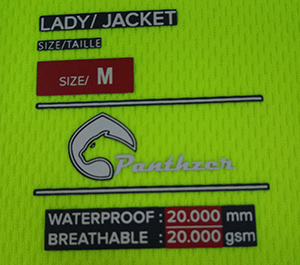 LADY/ JACKET
SIZE/TAILLE
SIZE/ M
Panthzer
WATERPROOF : 20.000 mm
BREATHABLE : 20.000 gsm